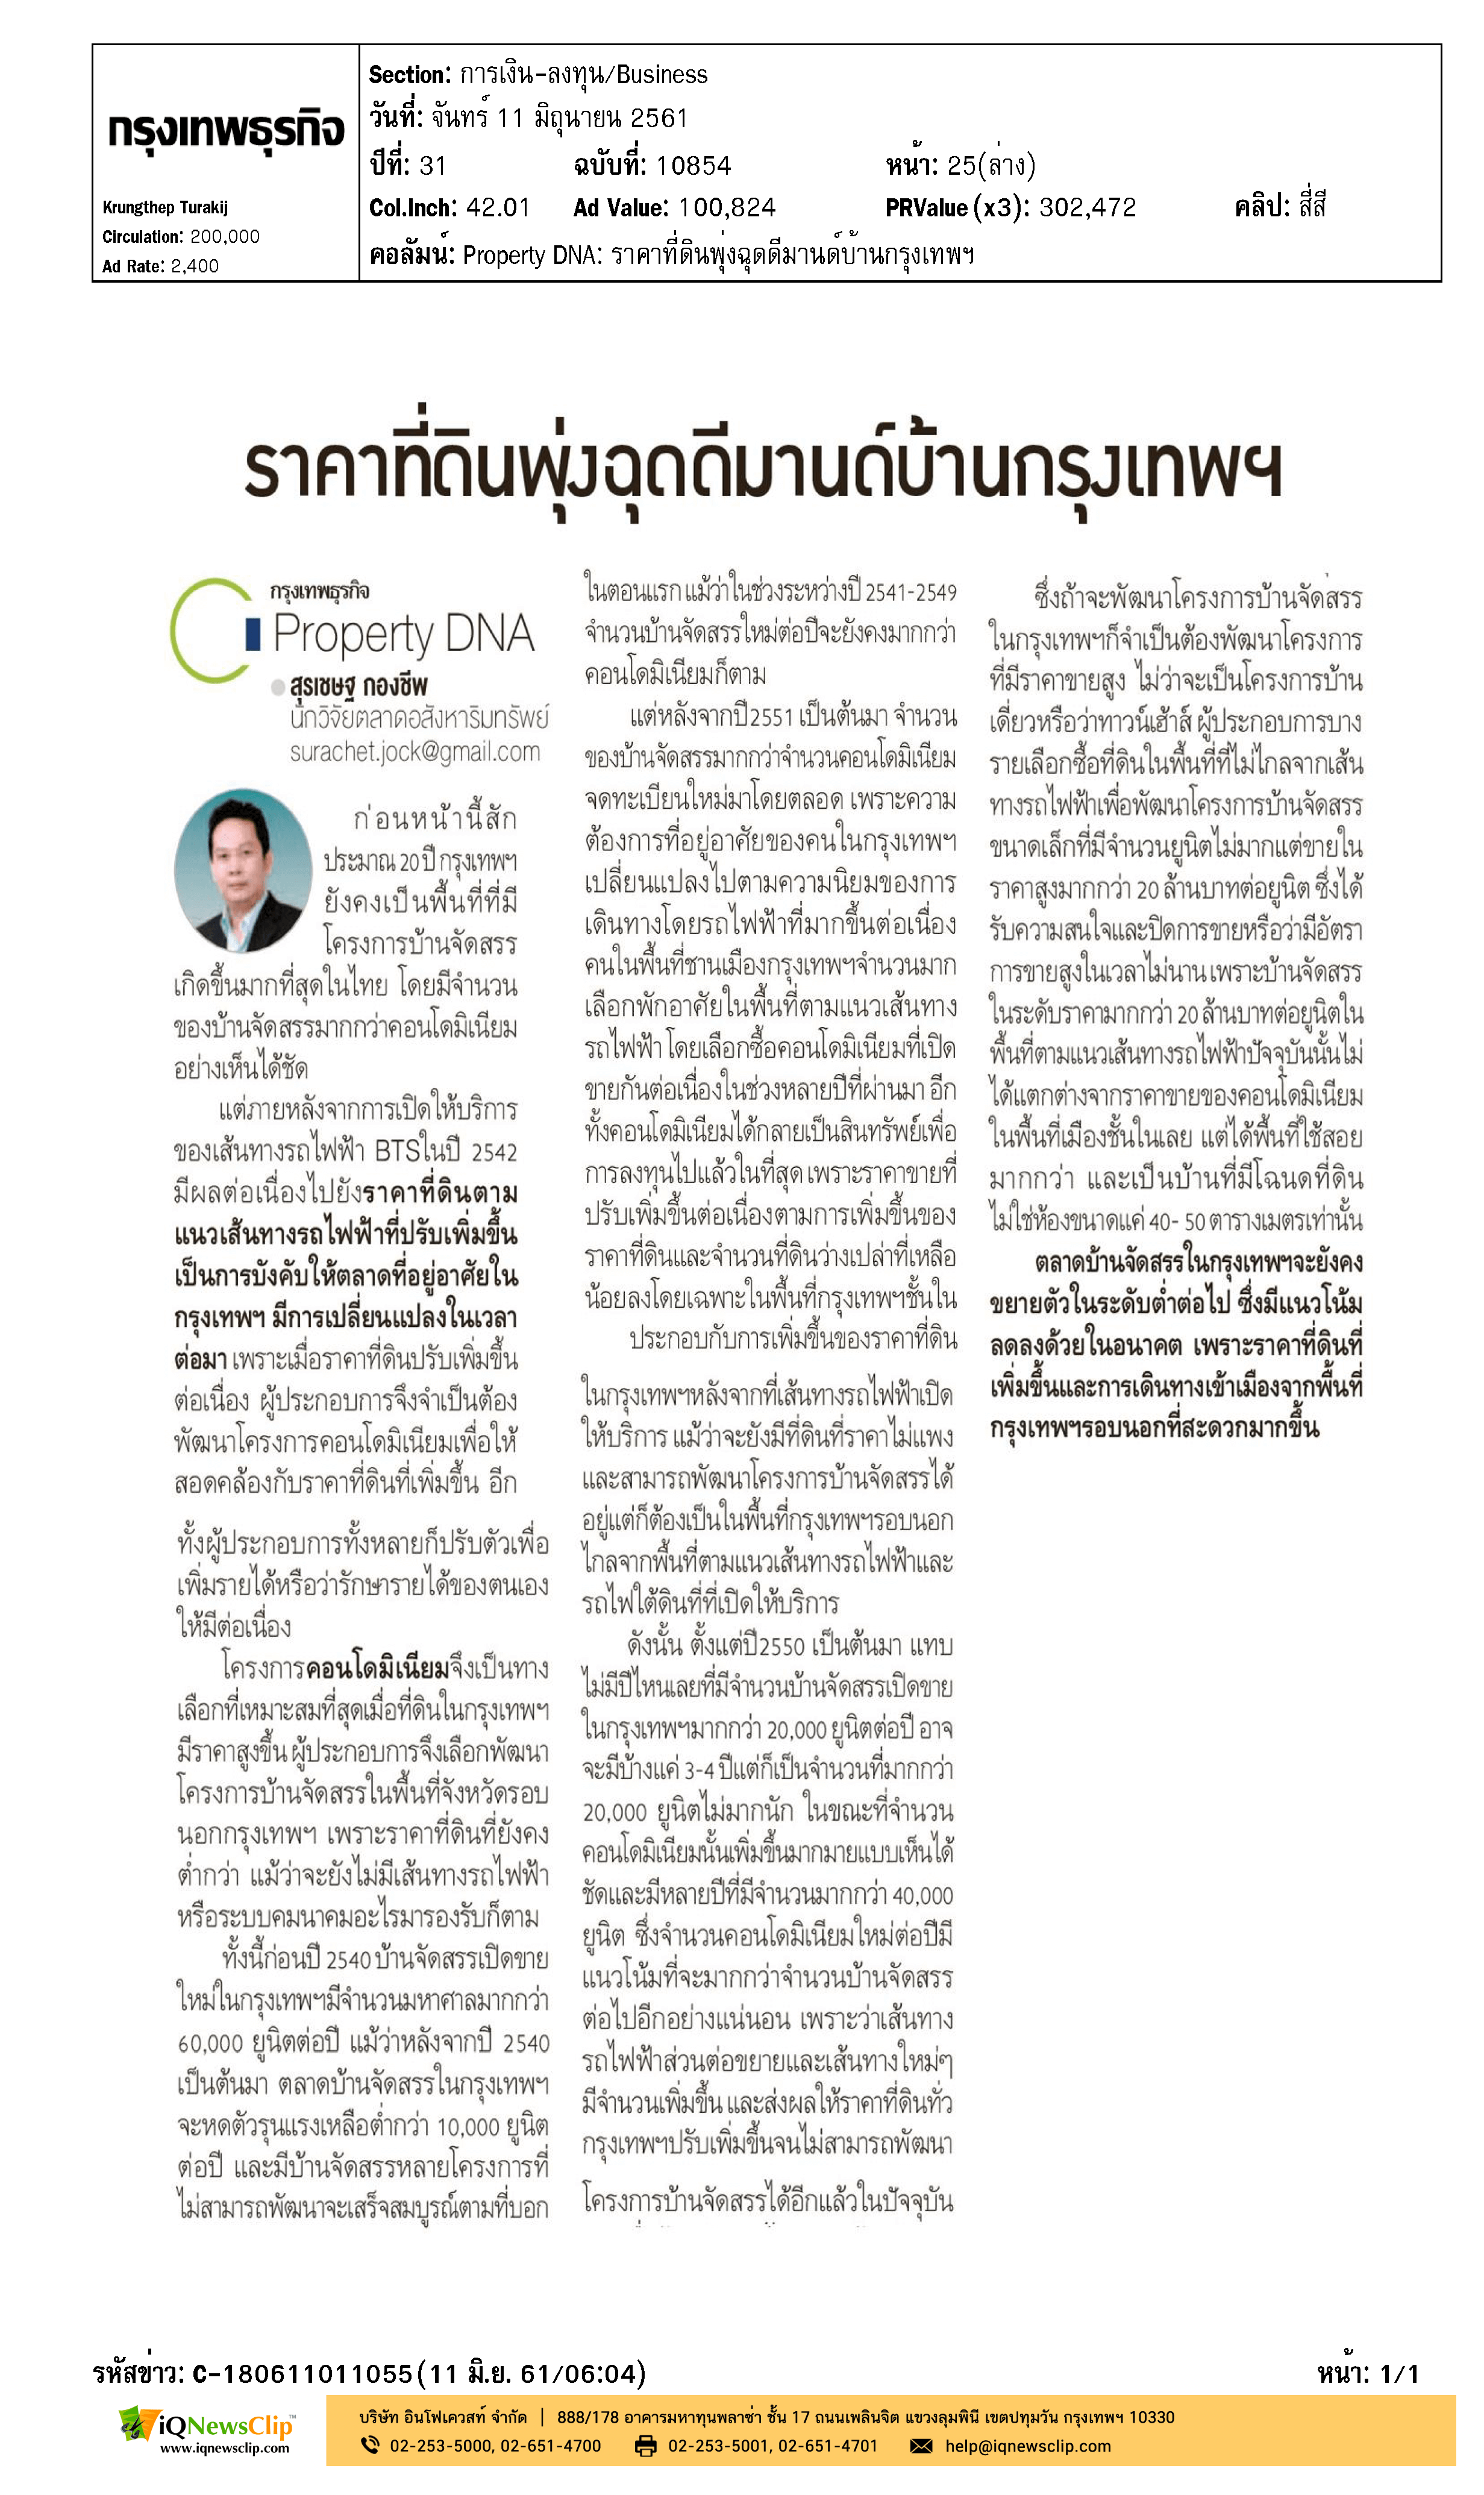 กรุงเทพธุรกิจ
Krungthep Turakij
Circulation: 200,000
Ad Rate: 2,400
Section: การเงิน-ลงทุน/Business
วันที่: จันทร์ 11 มิถุนายน 2561
ปีที่: 31 ฉบับที่: 10854 หน้า: 25(ล่าง)
Col.Inch: 42.01 Ad Value: 100,824 PRValue (x3): 302,472 คลิป: สี่สี
คอลัมน์: Property DNA: ราคาที่ดินพุ่งฉุดดีมานด์บ้านกรุงเทพฯ
ราคาที่ดินพุ่งฉุดดีมานด์บ้านกรุงเทพฯ
กรุงเทพธุรกิจ
Property DNA
สุรเชษฐ กองชีพ
นักวิจัยตลาดอสังหาริมทรัพย์
surachet.jock@gmail.com
ก่อนหน้านี้สัก
ประมาณ 20 ปี กรุงเทพฯ
ยังคงเป็นพื้นที่ที่มี
โครงการบ้านจัดสรร
เกิดขึ้นมากที่สุดในไทย โดยมีจำนวน
ของบ้านจัดสรรมากกว่าคอนโดมิเนียม
อย่างเห็นได้ชัด
แต่ภายหลังจากการเปิดให้บริการ
ของเส้นทางรถไฟฟ้า BTSในปี 2542
มีผลต่อเนื่องไปยังราคาที่ดินตาม
แนวเส้นทางรถไฟฟ้าที่ปรับเพิ่มขึ้น
เป็นการบังคับให้ตลาดที่อยู่อาศัยใน
กรุงเทพฯ มีการเปลี่ยนแปลงในเวลา
ต่อมา เพราะเมื่อราคาที่ดินปรับเพิ่มขึ้น
ต่อเนื่อง ผู้ประกอบการจึงจำเป็นต้อง
พัฒนาโครงการคอนโดมิเนียมเพื่อให้
สอดคล้องกับราคาที่ดินที่เพิ่มขึ้น อีก
ทั้งผู้ประกอบการทั้งหลายก็ปรับตัวเพื่อ
เพิ่มรายได้หรือว่ารักษารายได้ของตนเอง
ให้มีต่อเนื่อง
โครงการคอนโดมิเนียมจึงเป็นทาง
เลือกที่เหมาะสมที่สุดเมื่อที่ดินในกรุงเทพฯ
มีราคาสูงขึ้น ผู้ประกอบการจึงเลือกพัฒนา
โครงการบ้านจัดสรรในพื้นที่จังหวัดรอบ
นอกกรุงเทพฯ เพราะราคาที่ดินที่ยังคง
ต่ำกว่า แม้ว่าจะยังไม่มีเส้นทางรถไฟฟ้า
หรือระบบคมนาคมอะไรมารองรับก็ตาม
ทั้งนี้ก่อนปี 2540 บ้านจัดสรรเปิดขาย
ใหม่ในกรุงเทพฯมีจำนวนมหาศาลมากกว่า
60,000 ยูนิตต่อปี แม้ว่าหลังจากปี 2540
เป็นต้นมา ตลาดบ้านจัดสรรในกรุงเทพฯ
จะหดตัวรุนแรงเหลือต่ำกว่า 10,000 ยูนิต
ต่อปี และมีบ้านจัดสรรหลายโครงการที่
ไม่สามารถพัฒนาจะเสร็จสมบูรณ์ตามที่บอก
ในตอนแรก แม้ว่าในช่วงระหว่างปี 2541-2549
จำนวนบ้านจัดสรรใหม่ต่อปีจะยังคงมากกว่า
คอนโดมิเนียมก็ตาม
แต่หลังจากปี2551 เป็นต้นมา จำนวน
ของบ้านจัดสรรมากกว่าจำนวนคอนโดมิเนียม
จดทะเบียนใหม่มาโดยตลอด เพราะความ
ต้องการที่อยู่อาศัยของคนในกรุงเทพฯ
เปลี่ยนแปลงไปตามความนิยมของการ
เดินทางโดยรถไฟฟ้าที่มากขึ้นต่อเนื่อง
คนในพื้นที่ชานเมืองกรุงเทพฯจำนวนมาก
เลือกพักอาศัยในพื้นที่ตามแนวเส้นทาง
รถไฟฟ้า โดยเลือกซื้อคอนโดมิเนียมที่เปิด
ขายกันต่อเนื่องในช่วงหลายปีที่ผ่านมา อีก
ทั้งคอนโดมิเนียมได้กลายเป็นสินทรัพย์เพื่อ
การลงทุนไปแล้วในที่สุด เพราะราคาขายที่
ปรับเพิ่มขึ้นต่อเนื่องตามการเพิ่มขึ้นของ
ราคาที่ดินและจำนวนที่ดินว่างเปล่าที่เหลือ
น้อยลงโดยเฉพาะในพื้นที่กรุงเทพฯชั้นใน
ประกอบกับการเพิ่มขึ้นของราคาที่ดิน
ในกรุงเทพฯหลังจากที่เส้นทางรถไฟฟ้าเปิด
ให้บริการ แม้ว่าจะยังมีที่ดินที่ราคาไม่แพง
และสามารถพัฒนาโครงการบ้านจัดสรรได้
อยู่แต่ก็ต้องเป็นในพื้นที่กรุงเทพฯรอบนอก
ไกลจากพื้นที่ตามแนวเส้นทางรถไฟฟ้าและ
รถไฟใต้ดินที่ที่เปิดให้บริการ
ดังนั้น ตั้งแต่ปี2550 เป็นต้นมา แทบ
ไม่มีปีไหนเลยที่มีจำนวนบ้านจัดสรรเปิดขาย
ในกรุงเทพฯมากกว่า 20,000 ยูนิตต่อปี อาจ
จะมีบ้างแค่ 3-4 ปีแต่ก็เป็นจำนวนที่มากกว่า
20,000 ยูนิตไม่มากนัก ในขณะที่จำนวน
คอนโดมิเนียมนั้นเพิ่มขึ้นมากมายแบบเห็นได้
ชัดและมีหลายปีที่มีจำนวนมากกว่า 40,000
ยูนิต ซึ่งจำนวนคอนโดมิเนียมใหม่ต่อปีมี
แนวโน้มที่จะมากกว่าจำนวนบ้านจัดสรร
ต่อไปอีกอย่างแน่นอน เพราะว่าเส้นทาง
รถไฟฟ้าส่วนต่อขยายและเส้นทางใหม่ๆ
มีจำนวนเพิ่มขึ้น และส่งผลให้ราคาที่ดินทั่ว
กรุงเทพฯปรับเพิ่มขึ้นจนไม่สามารถพัฒนา
โครงการบ้านจัดสรรได้อีกแล้วในปัจจุบัน
ซึ่งถ้าจะพัฒนาโครงการบ้านจัดสรร
ในกรุงเทพฯก็จำเป็นต้องพัฒนาโครงการ
ที่มีราคาขายสูง ไม่ว่าจะเป็นโครงการบ้าน
เดี่ยวหรือว่าทาวน์เฮ้าส์ ผู้ประกอบการบาง
รายเลือกซื้อที่ดินในพื้นที่ที่ไม่ไกลจากเส้น
ทางรถไฟฟ้าเพื่อพัฒนาโครงการบ้านจัดสรร
ขนาดเล็กที่มีจำนวนยูนิตไม่มากแต่ขายใน
ราคาสูงมากกว่า 20 ล้านบาทต่อยูนิต ซึ่งได้
รับความสนใจและปิดการขายหรือว่ามีอัตรา
การขายสูงในเวลาไม่นาน เพราะบ้านจัดสรร
ในระดับราคามากกว่า 20 ล้านบาทต่อยูนิตใน
พื้นที่ตามแนวเส้นทางรถไฟฟ้าปัจจุบันนั้นไม่
ได้แตกต่างจากราคาขายของคอนโดมิเนียม
ในพื้นที่เมืองชั้นในเลย แต่ได้พื้นที่ใช้สอย
มากกว่า และเป็นบ้านที่มีโฉนดที่ดิน
ไม่ใช่ห้องขนาดแค่ 40- 50 ตารางเมตรเท่านั้น
ตลาดบ้านจัดสรรในกรุงเทพฯจะยังคง
ขยายตัวในระดับต่ำต่อไป ซึ่งมีแนวโน้ม
ลดลงด้วยในอนาคต เพราะราคาที่ดินที่
เพิ่มขึ้นและการเดินทางเข้าเมืองจากพื้นที่
กรุงเทพฯรอบนอกที่สะดวกมากขึ้น
รหัสข่าว: C-180611011055(11 มิ.ย. 61/06:04) หน้า: 1/1
iQNewsClip™
www.iqnewsclip.com
บริษัท อินโฟเควสท์ จำกัด | 888/178 อาคารมหาทุนพลาซ่า ชั้น 17 ถนนเพลินจิต แขวงลุมพินี เขตปทุมวัน กรุงเทพฯ 10330
02-253-5000, 02-651-4700 02-253-5001, 02-651-4701 help@iqnewsclip.com